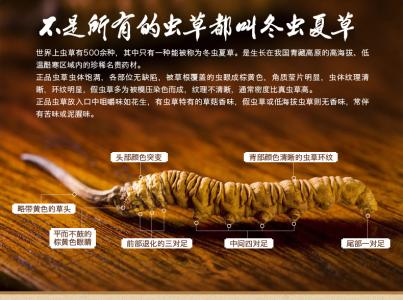 不是所有的虫草都叫冬虫夏草
世界上虫草有500余种，其中只有一种能被称为冬虫夏草。是生长在我国青藏高原的高海拔、低
温酷寒区域内的珍稀名贵药材。
正品虫草虫体饱满，各部位无缺陷，被草根覆盖的虫眼成棕黄色，角质莹片明显，虫体纹理清
晰，环纹明显，假虫草多为被模压染色而成，纹理不清晰，通常密度比真虫草高。
正品虫草放入口中咀嚼味如花生，有虫草特有的草菇香味，假虫草或低海拔虫草则无香味，常伴
有苦味或泥腥味。
头部颜色突变
背部颜色清晰的虫草环纹
略带黄色的草头
平而不鼓的
棕黄色眼睛
前部退化的三对足
中间四对足
尾部一对足